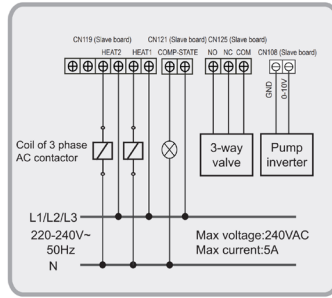 CN119 (Slave board) CN121 (Slave board) CN125 (Slave board)
HEAT2 HEAT1 COMP-STATE NO NC COM CN108 (Slave board)
GND
0-10V
Coil of 3 phase
AC contactor
3-way
valve
Pump
inverter
L1/L2/L3
220-240V~
50Hz
N
Max voltage:240VAC
Max current:5A